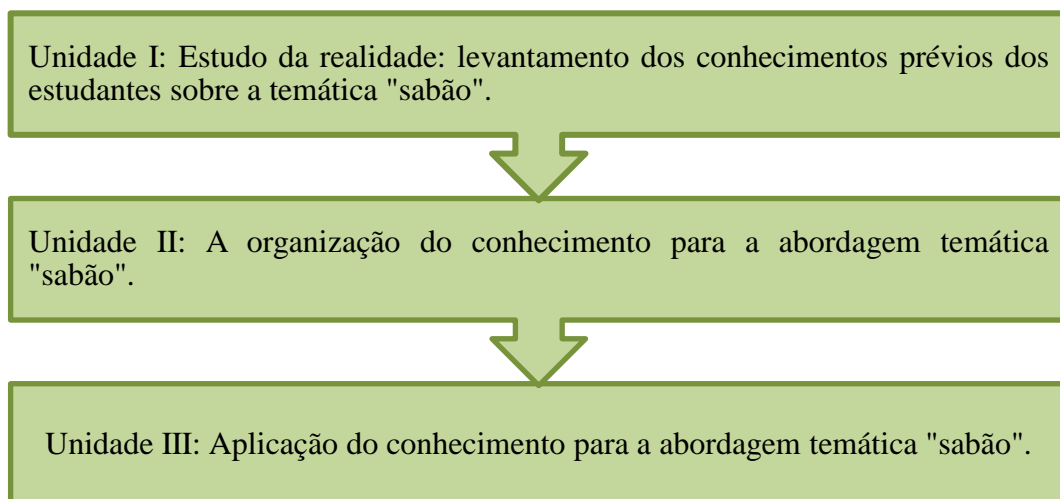 Unidade I: Estudo da realidade: levantamento dos conhecimentos prévios dos
estudantes sobre a temática "sabão".
Unidade II: A organização do conhecimento para a abordagem temática
"sabão".
Unidade III: Aplicação do conhecimento para a abordagem temática "sabão".